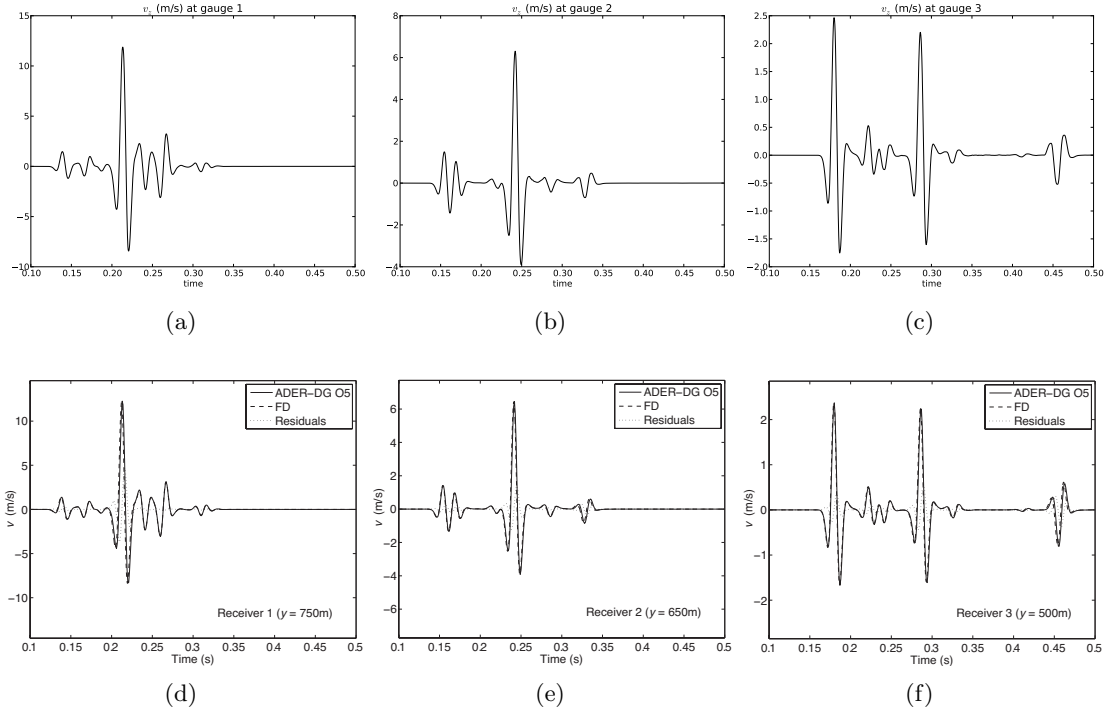 v_z (m/s) at gauge 1
15
10
5
0
−5
−10
0.10 0.15 0.20 0.25 0.30 0.35 0.40 0.45 0.50
time
(a)
v_z (m/s) at gauge 2
8
6
4
2
0
−2
−4
0.10 0.15 0.20 0.25 0.30 0.35 0.40 0.45 0.50
time
(b)
v_z (m/s) at gauge 3
2.5
2.0
1.5
1.0
0.5
0.0
−0.5
−1.0
−1.5
−2.0
0.10 0.15 0.20 0.25 0.30 0.35 0.40 0.45 0.50
time
(c)
ADER−DG O5
FD
Residuals
10
5
0
−5
−10
v (m/s)
Receiver 1 (y = 750m)
0.1 0.15 0.2 0.25 0.3 0.35 0.4 0.45 0.5
Time (s)
(d)
ADER−DG O5
FD
Residuals
6
4
2
0
−2
−4
−6
v (m/s)
Receiver 2 (y = 650m)
0.1 0.15 0.2 0.25 0.3 0.35 0.4 0.45 0.5
Time (s)
(e)
ADER−DG O5
FD
Residuals
2
1
0
−1
−2
v (m/s)
Receiver 3 (y = 500m)
0.1 0.15 0.2 0.25 0.3 0.35 0.4 0.45 0.5
Time (s)
(f)